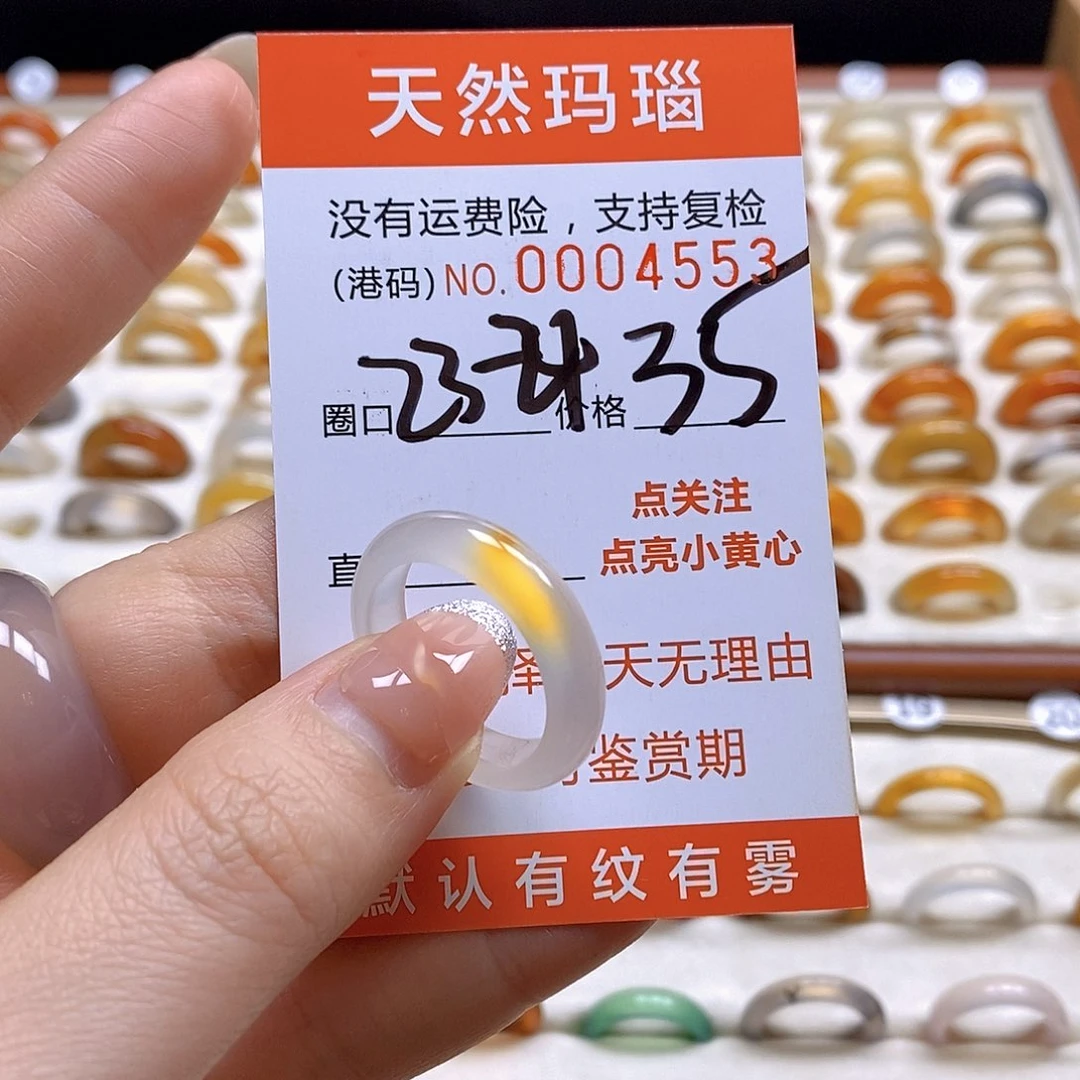 天然玛瑙
没有运费险，支持复检
(港码) NO. 0004553
圈口 23 价格 35
直
点关注
点亮小黄心
天无理由
鉴赏期
默认有纹有雾
19
20